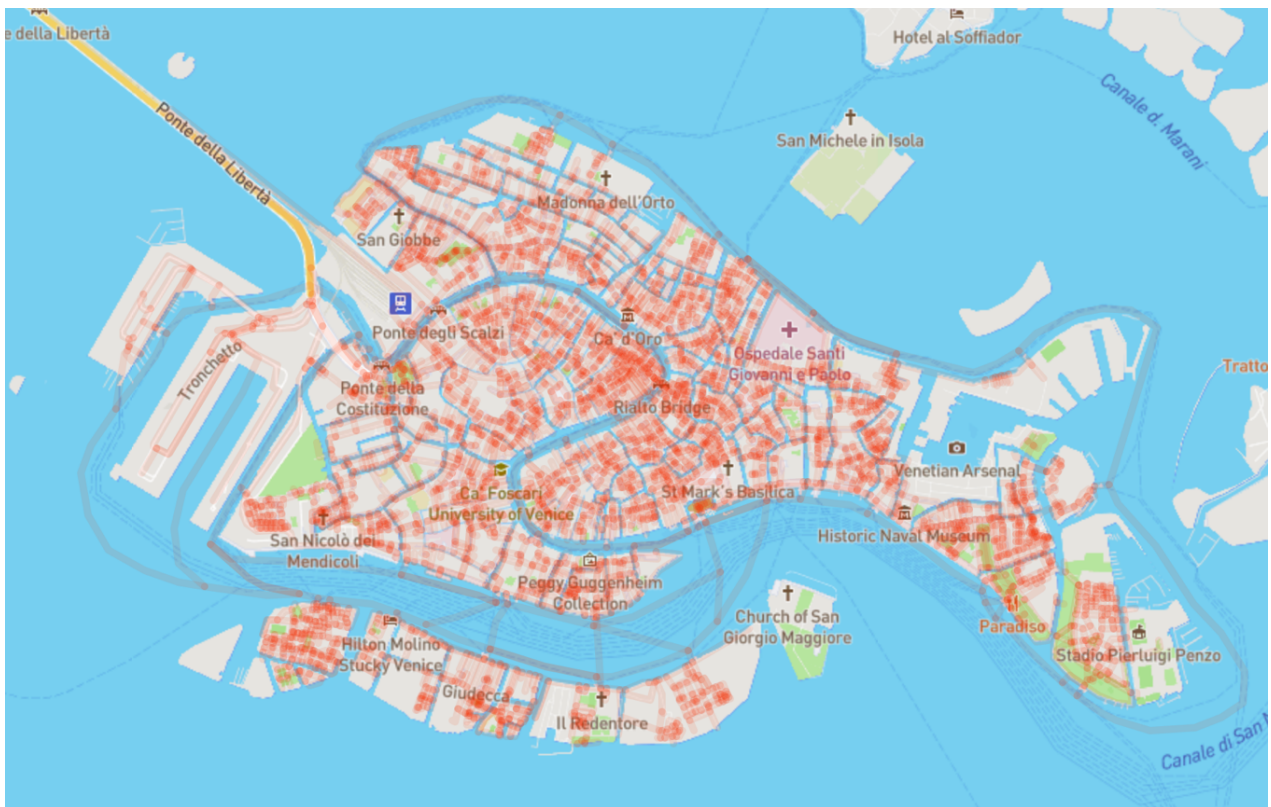 e della Libertà
Hotel al Soffiador
Canale d. Marani
Ponte della Libertà
San Michele in Isola
Madonna dell'Orto
San Giobbe
Ponte degli Scalzi
Ca' d'Oro
Ospedale Santi
Giovanni e Paolo
Tronchetto
Tratto
Ponte della
Costituzione
Rialto Bridge
Ca' Foscari
University of Venice
St Mark's Basilica
Venetian Arsenal
San Nicolò dei
Mendicoli
Historic Naval Museum
Peggy Guggenheim
Collection
Church of San
Giorgio Maggiore
Paradiso
Hilton Molino
Stucky Venice
Stadio Pierluigi Penzo
Giudecca
Il Redentore
Canale di San N